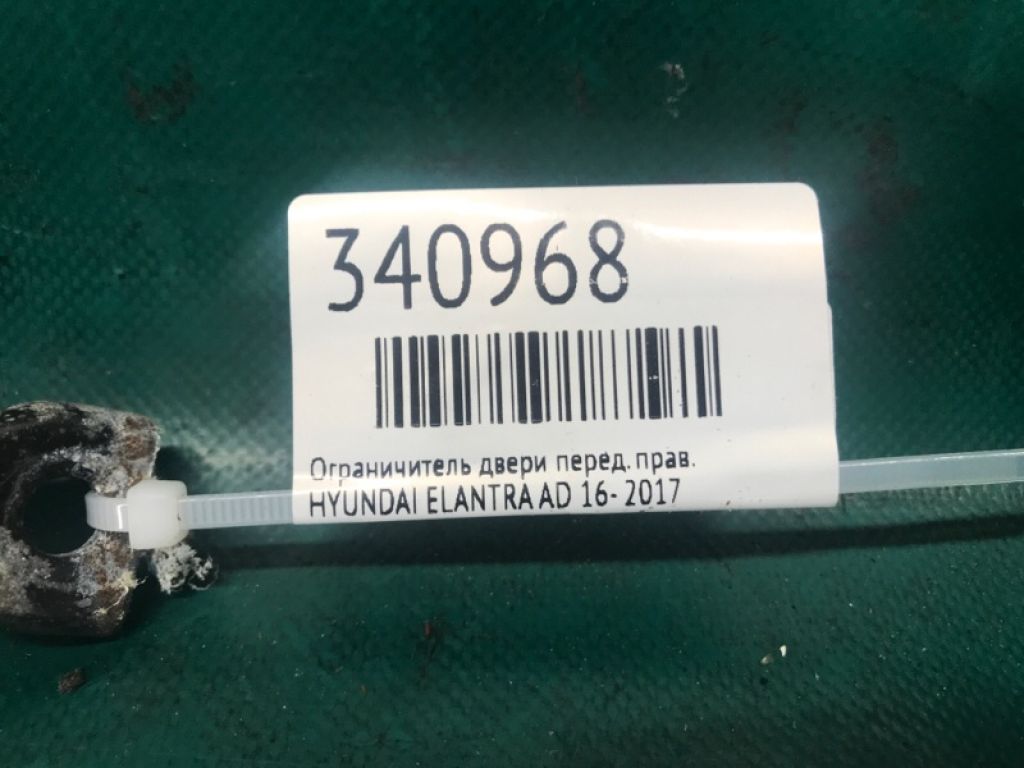 340968
Ограничитель двери перед. прав.
HYUNDAI ELANTRA AD 16- 2017